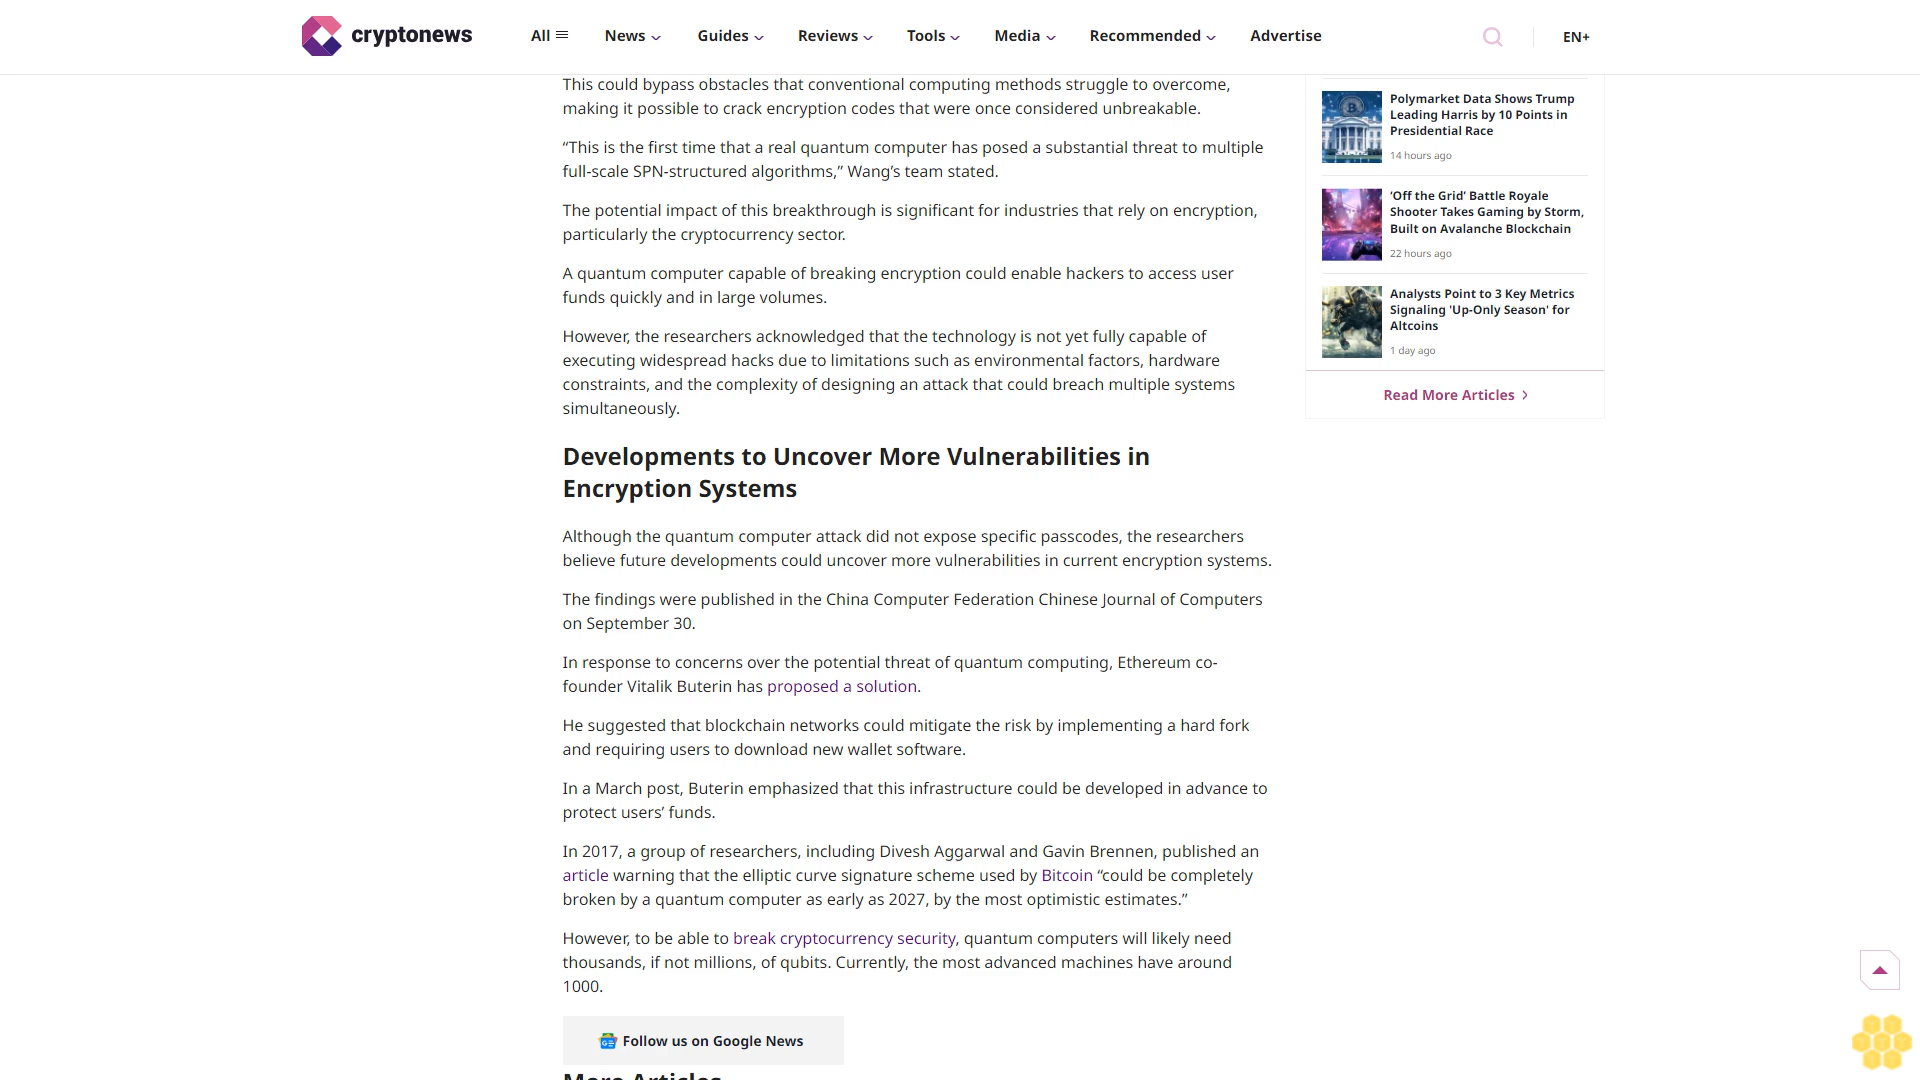 cryptonews
All
News
Guides
Reviews
Tools
Media
Recommended
Advertise
EN+
This could bypass obstacles that conventional computing methods struggle to overcome,
making it possible to crack encryption codes that were once considered unbreakable.
“This is the first time that a real quantum computer has posed a substantial threat to multiple
full-scale SPN-structured algorithms,” Wang’s team stated.
The potential impact of this breakthrough is significant for industries that rely on encryption,
particularly the cryptocurrency sector.
A quantum computer capable of breaking encryption could enable hackers to access user
funds quickly and in large volumes.
However, the researchers acknowledged that the technology is not yet fully capable of
executing widespread hacks due to limitations such as environmental factors, hardware
constraints, and the complexity of designing an attack that could breach multiple systems
simultaneously.
Developments to Uncover More Vulnerabilities in
Encryption Systems
Although the quantum computer attack did not expose specific passcodes, the researchers
believe future developments could uncover more vulnerabilities in current encryption systems.
The findings were published in the China Computer Federation Chinese Journal of Computers
on September 30.
In response to concerns over the potential threat of quantum computing, Ethereum co-
founder Vitalik Buterin has proposed a solution.
He suggested that blockchain networks could mitigate the risk by implementing a hard fork
and requiring users to download new wallet software.
In a March post, Buterin emphasized that this infrastructure could be developed in advance to
protect users’ funds.
In 2017, a group of researchers, including Divesh Aggarwal and Gavin Brennen, published an
article warning that the elliptic curve signature scheme used by Bitcoin “could be completely
broken by a quantum computer as early as 2027, by the most optimistic estimates.”
However, to be able to break cryptocurrency security, quantum computers will likely need
thousands, if not millions, of qubits. Currently, the most advanced machines have around
1000.
Follow us on Google News
More Articles
Polymarket Data Shows Trump
Leading Harris by 10 Points in
Presidential Race
14 hours ago
‘Off the Grid’ Battle Royale
Shooter Takes Gaming by Storm,
Built on Avalanche Blockchain
22 hours ago
Analysts Point to 3 Key Metrics
Signaling 'Up-Only Season' for
Altcoins
1 day ago
Read More Articles